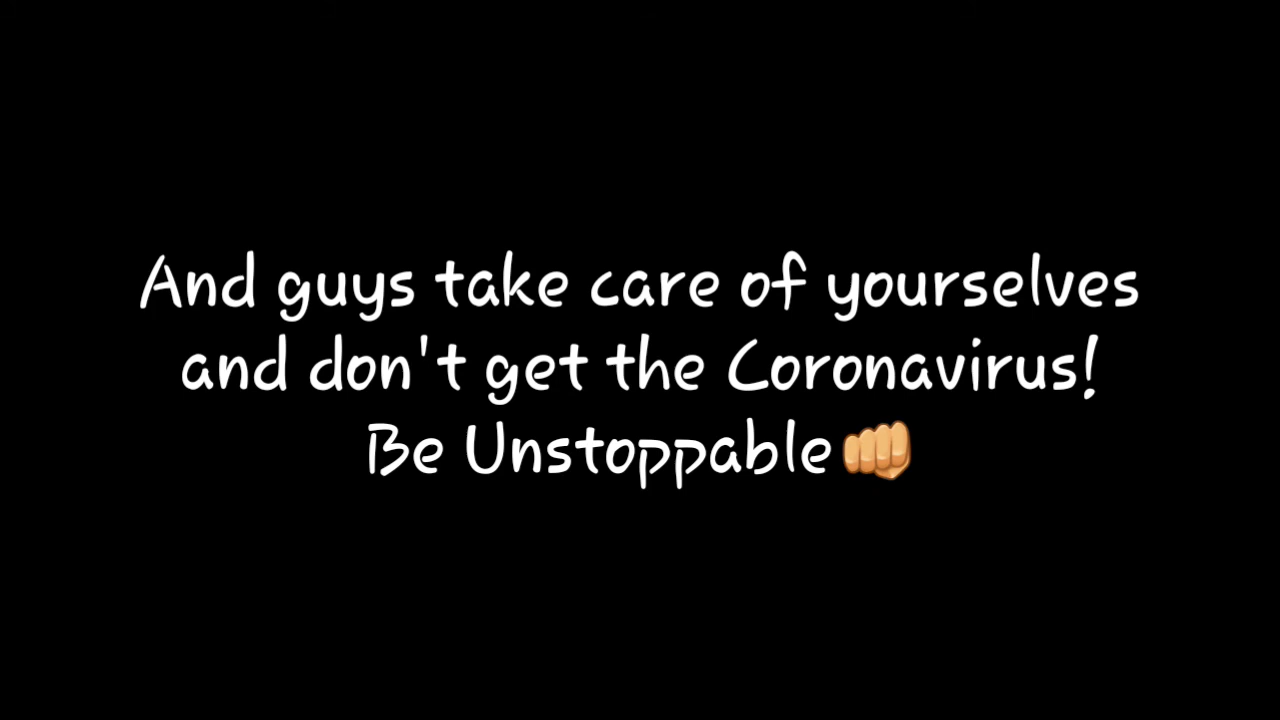 And guys take care of yourselves
and don't get the Coronavirus!
Be Unstoppable👊